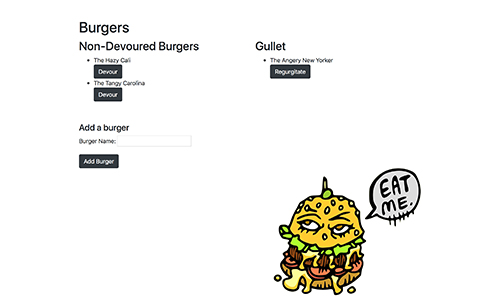 Burgers
Non-Devoured Burgers
The Hazy Cali
Devour
The Tangy Carolina
Devour
Gullet
The Angery New Yorker
Regurgitate
Add a burger
Burger Name:
Add Burger
EAT
ME.